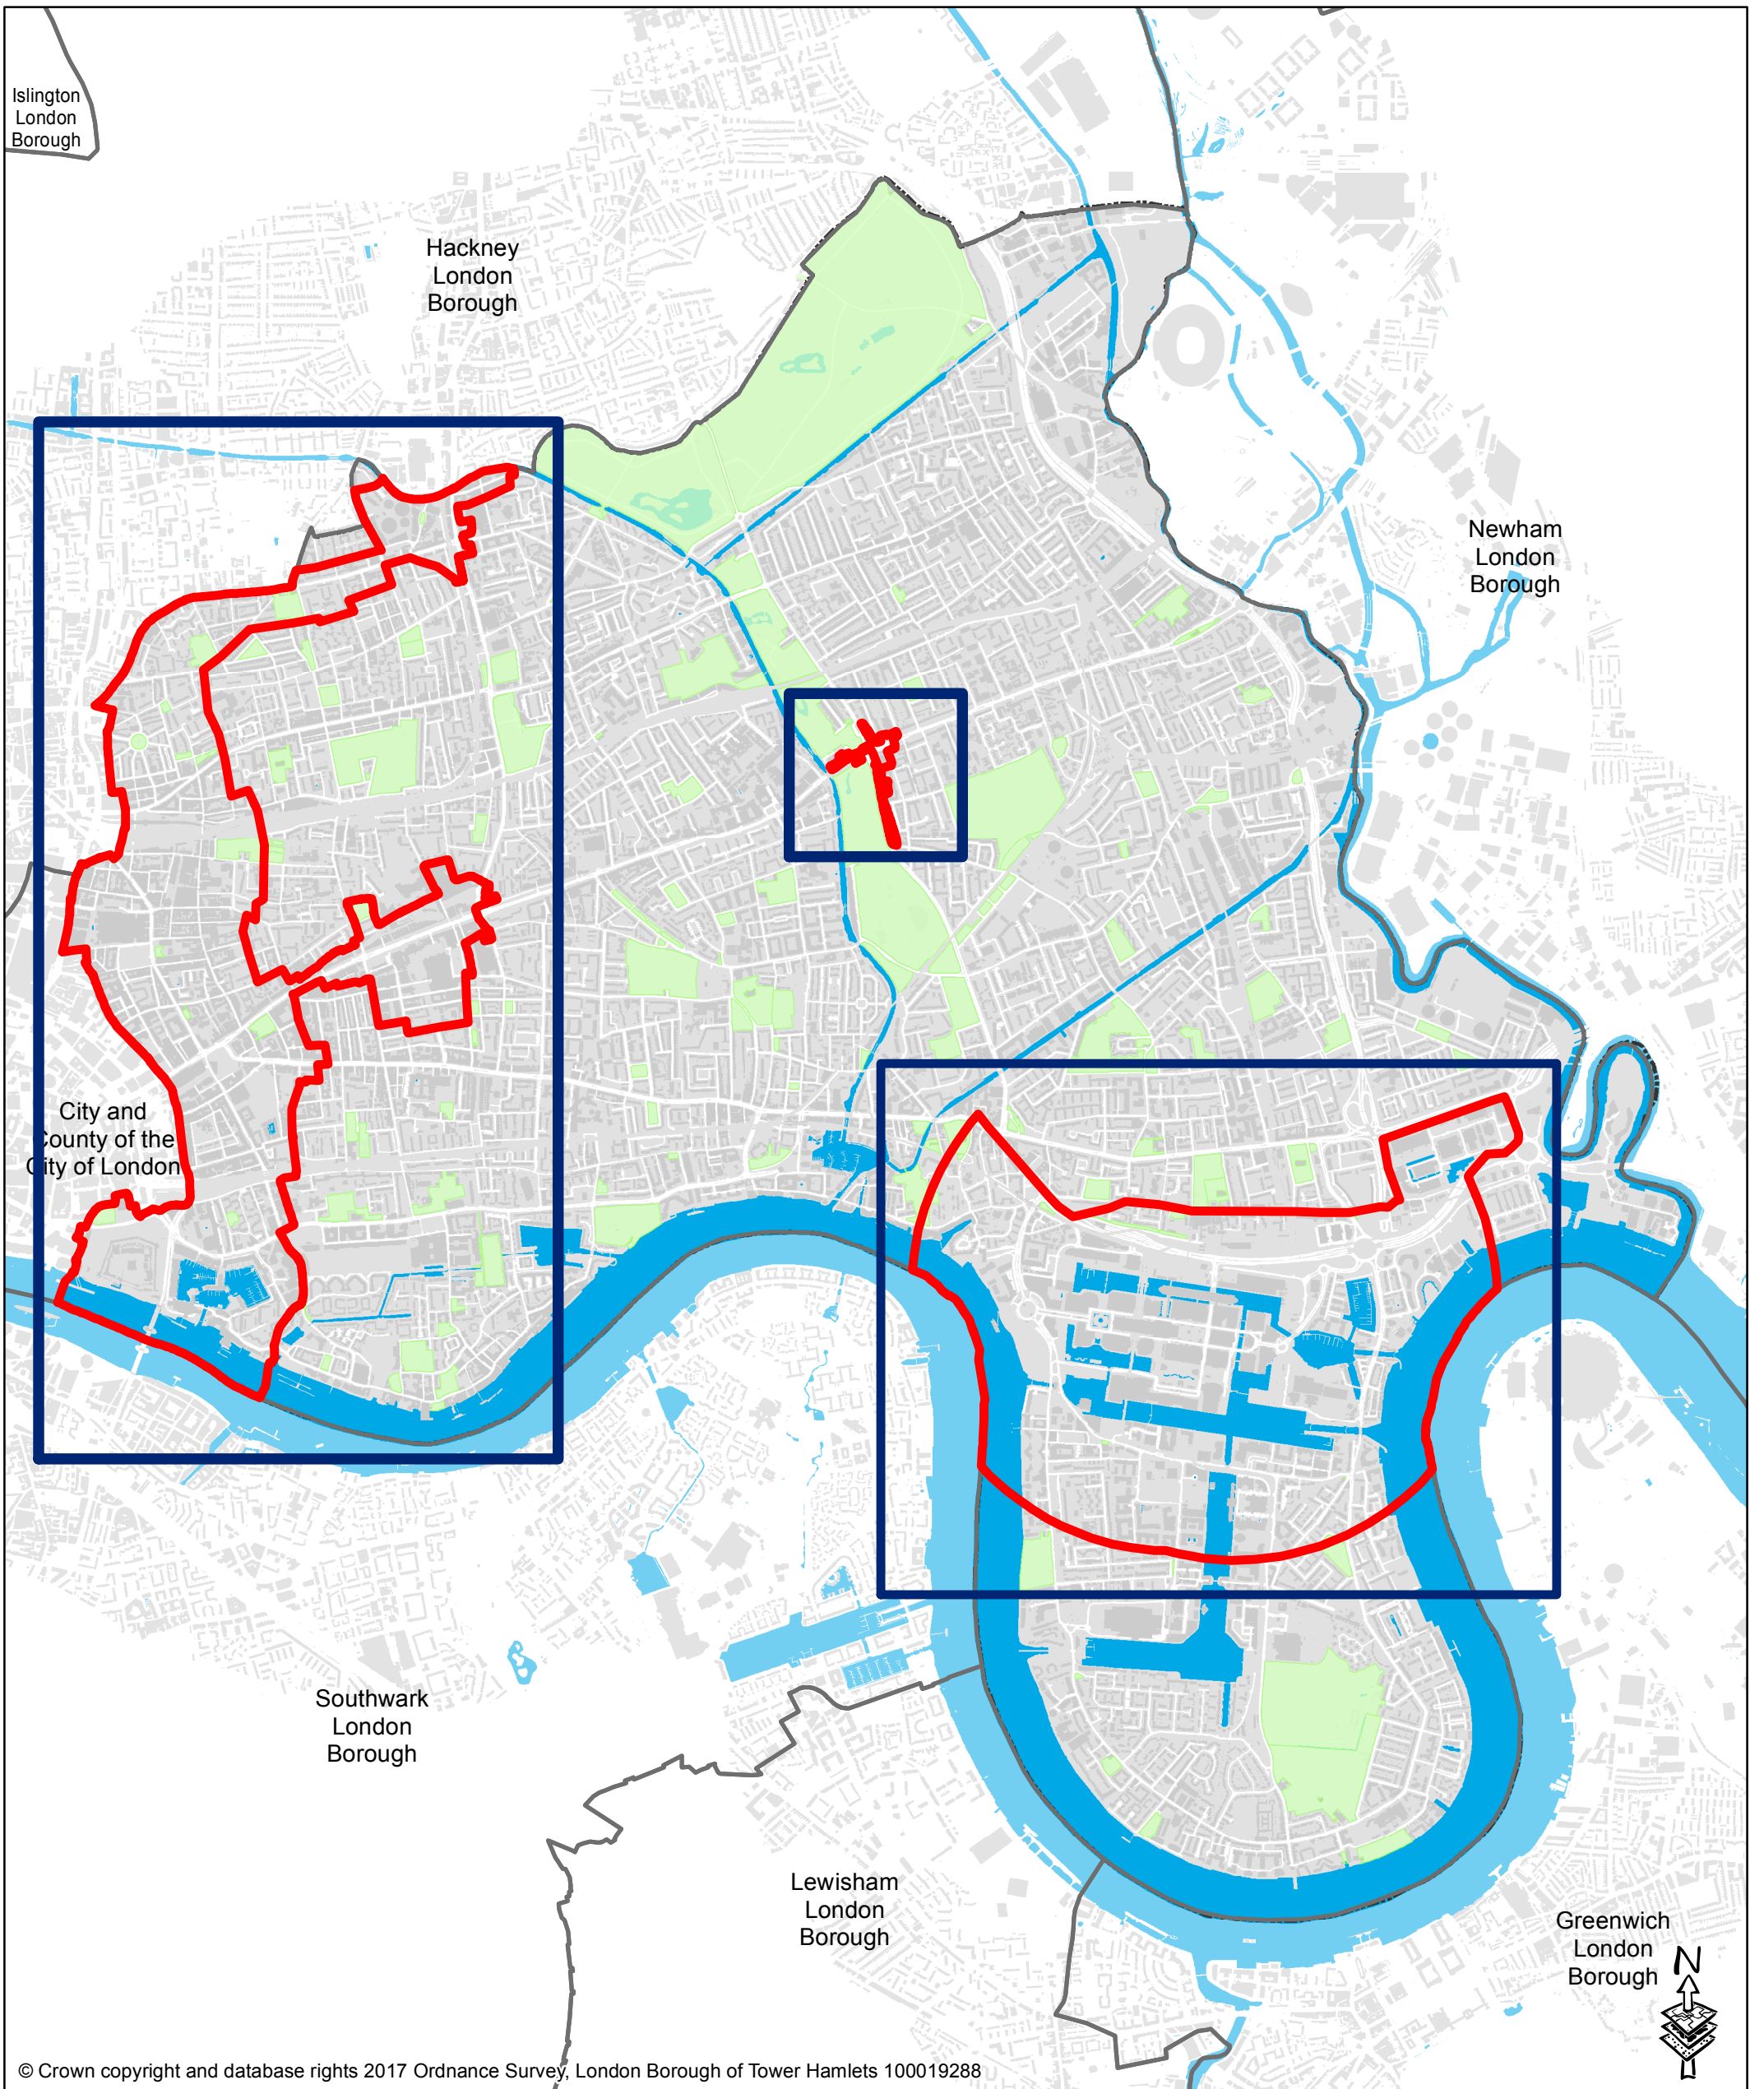 Islington
London
Borough
Hackney
London
Borough
Newham
London
Borough
City and
County of the
City of London
Southwark
London
Borough
Lewisham
London
Borough
Greenwich
London
Borough
N
© Crown copyright and database rights 2017 Ordnance Survey, London Borough of Tower Hamlets 100019288